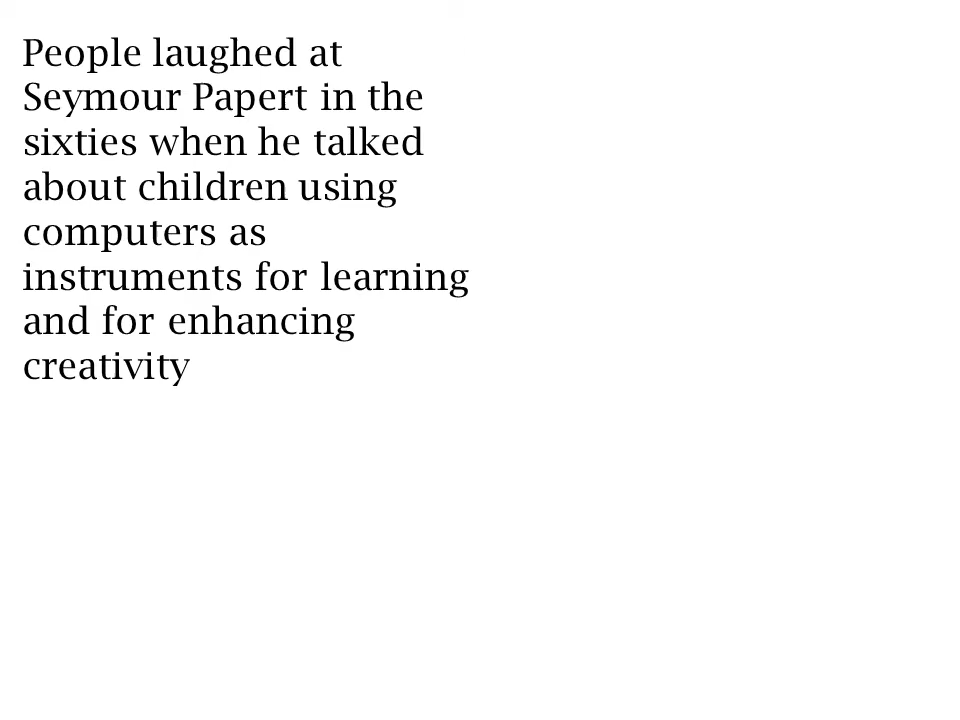 People laughed at
Seymour Papert in the
sixties when he talked
about children using
computers as
instruments for learning
and for enhancing
creativity